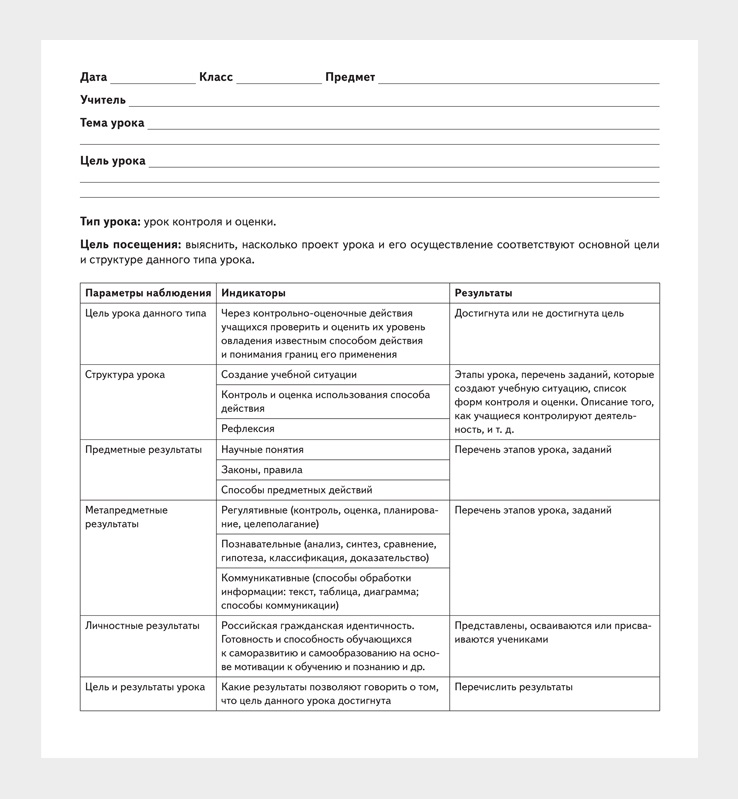 Дата Класс Предмет
Учитель
Тема урока
Цель урока
Тип урока: урок контроля и оценки.
Цель посещения: выяснить, насколько проект урока и его осуществление соответствуют основной цели
и структуре данного типа урока.
Параметры наблюдения
Индикаторы
Результаты
Цель урока данного типа
Через контрольно-оценочные действия
учащихся проверить и оценить их уровень
овладения известным способом действия
и понимания границ его применения
Достигнута или не достигнута цель
Структура урока
Создание учебной ситуации
Контроль и оценка использования способа
действия
Рефлексия
Этапы урока, перечень заданий, которые
создают учебную ситуацию, список
форм контроля и оценки. Описание того,
как учащиеся контролируют деятель-
ность, и т. д.
Предметные результаты
Научные понятия
Законы, правила
Способы предметных действий
Перечень этапов урока, заданий
Метапредметные
результаты
Регулятивные (контроль, оценка, планирова-
ние, целеполагание)
Познавательные (анализ, синтез, сравнение,
гипотеза, классификация, доказательство)
Коммуникативные (способы обработки
информации: текст, таблица, диаграмма;
способы коммуникации)
Перечень этапов урока, заданий
Личностные результаты
Российская гражданская идентичность.
Готовность и способность обучающихся
к саморазвитию и самообразованию на осно-
ве мотивации к обучению и познанию и др.
Представлены, осваиваются или присва-
иваются учениками
Цель и результаты урока
Какие результаты позволяют говорить о том,
что цель данного урока достигнута
Перечислить результаты